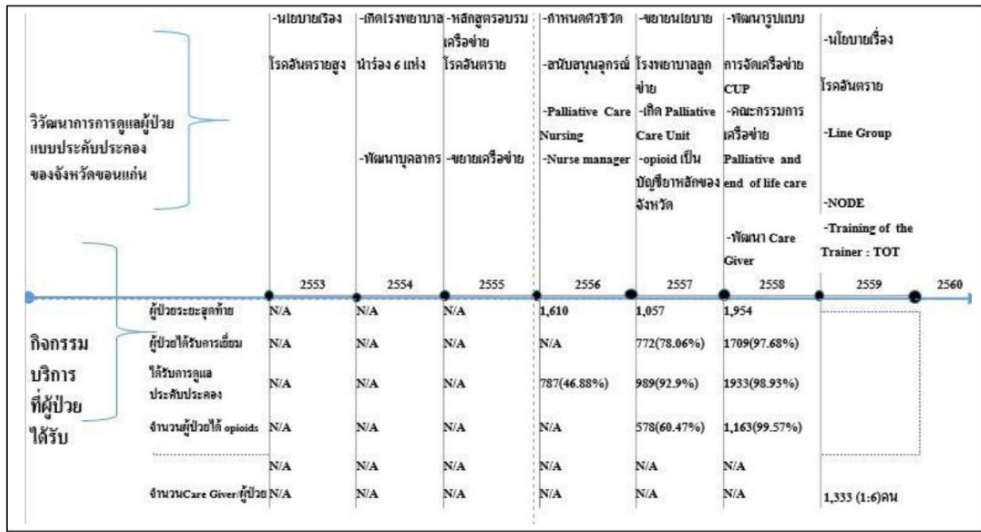 -นโยบายเรื่อง -เกิดโรงพยาบาล -หลักสูตรอบรม -กำหนดตัวชี้วัด -ขยายนโยบาย -พัฒนารูปแบบ
เครือข่าย
-นโยบายเรื่อง
โรคอันตรายสูง นำร่อง 6 แห่ง โรคอันตราย -สนับสนุนอุกรณ์ โรงพยาบาลลูก การจัดเครือข่าย
ข่าย CUP
โรคอันตราย
วิวัฒนาการการดูแลผู้ป่วย -Palliative Care -เกิด Palliative -คณะกรรมการ
แบบประคับประคอง Nursing Care Unit เครือข่าย -Line Group
ของจังหวัดขอนแก่น -พัฒนาบุคลากร -ขยายเครือข่าย -Nurse manager -opioid เป็น Palliative and
บัญชียาหลักของ end of life care
จังหวัด -NODE
-พัฒนา Care -Training of the
Giver Trainer : TOT
2553 2554 2555 2556 2557 2558 2559 2560
ผู้ป่วยระยะสุดท้าย N/A N/A N/A 1,610 1,057 1,954
กิจกรรม ผู้ป่วยได้รับการเยี่ยม N/A N/A N/A N/A 772(78.06%) 1709(97.68%)
บริการ ได้รับการดูแล
ที่ผู้ป่วย ประคับประคอง N/A N/A N/A 787(46.88%) 989(92.9%) 1933(98.93%)
ได้รับ จำนวนผู้ป่วยได้ opioids N/A N/A N/A N/A 578(60.47%) 1,163(99.57%)
N/A N/A N/A N/A N/A N/A
จำนวนCare Giver/ผู้ป่วย N/A N/A N/A N/A N/A N/A 1,333 (1:6)คน